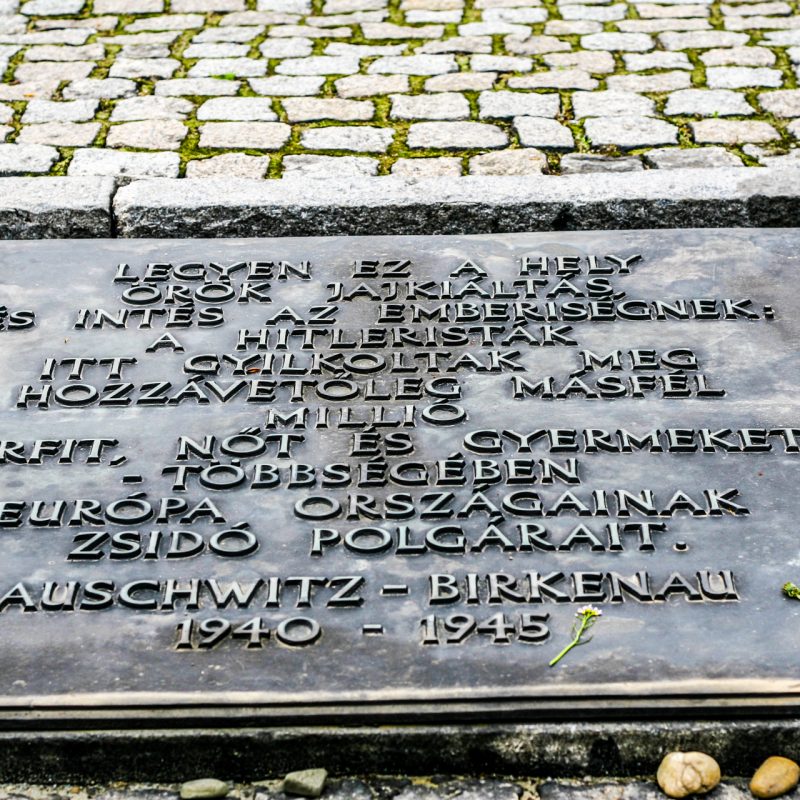 LEGYEN EZ A HELY
ÖRÖK JAJKIÁLTÁS,
ÉS INTÉS AZ EMBERISÉGNEK:
A HITLERISTÁK
ITT GYILKOLTAK MEG
HOZZÁVETŐLEG MÁSFÉL
MILLIÓ
RFIT, NŐT ÉS GYERMEKET
- TÖBBSÉGÉBEN
EURÓPA ORSZÁGAINAK
ZSIDÓ POLGÁRAIT.
AUSCHWITZ - BIRKENAU
1940 - 1945